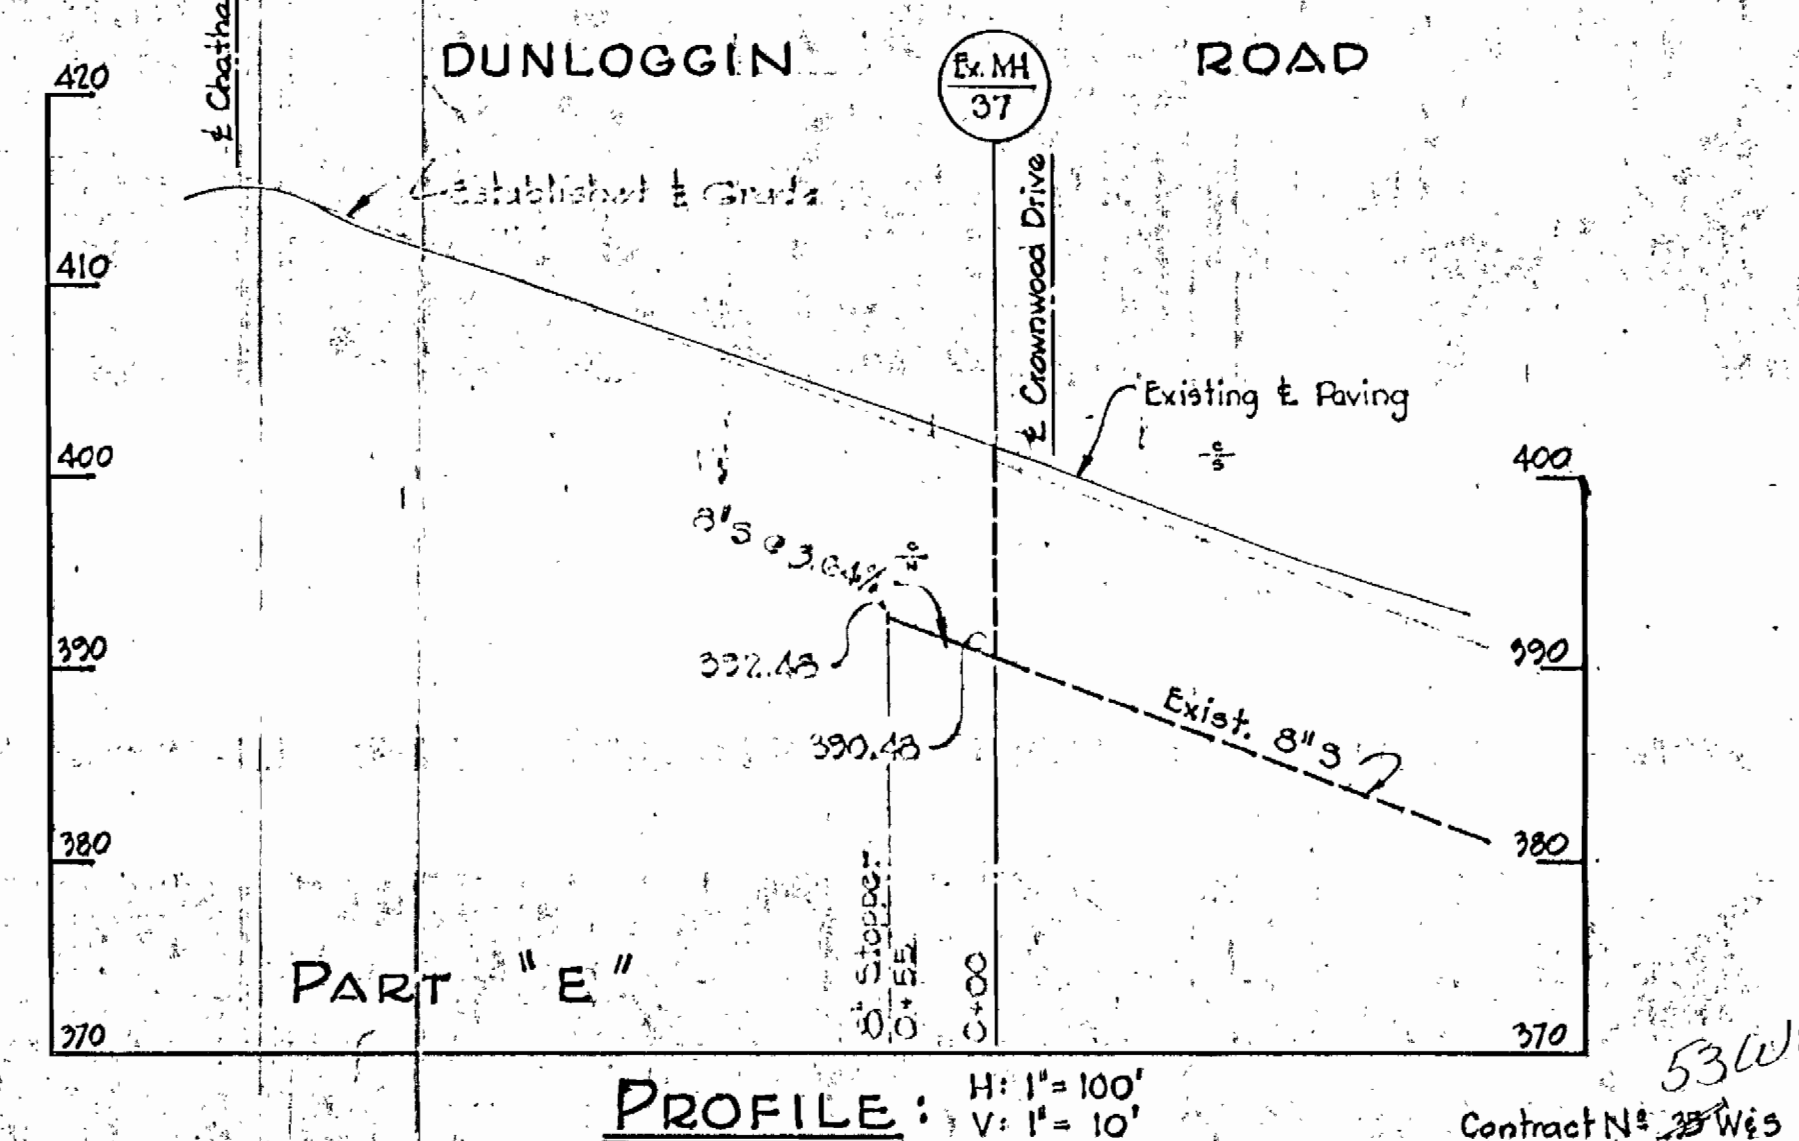 DUNLOGGIN ROAD
Ex. MH
37
420
℄
Established ℄ Grade
410
℄ Crownwood Drive
Existing ℄ Paving
400
400
8"S @ 3.64%
390
392.48
390
390.48
Exist. 8"S
380
380
8" Stopper
0+55
0+00
PART "E"
370
370
PROFILE: H: 1"= 100'
V: 1"= 10'
Contract Nº W&S